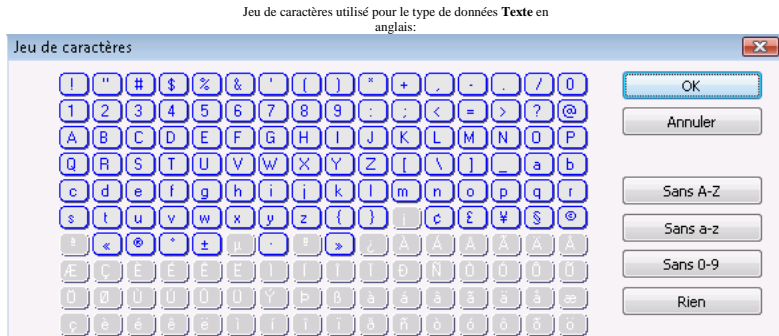 Jeu de caractères utilisé pour le type de données Texte en
anglais:
Jeu de caractères
! " # $ % & ' ( ) * + , - . / 0
1 2 3 4 5 6 7 8 9 : ; < = > ? @
A B C D E F G H I J K L M N O P
Q R S T U V W X Y Z [ \ ] _ a b
c d e f g h i j k l m n o p q r
s t u v w x y z { } ¡ ¢ £ ¥ § ©
ª « ® ° ± µ · º » ¿ À Á Â Ã Ä Å
Æ Ç È É Ê Ë Ì Í Î Ï Ð Ñ Ò Ó Ô Õ
Ö Ø Ù Ú Û Ü Ý Þ ß à á â ã ä å æ
ç è é ê ë ì í î ï ð ñ ò ó ô õ ö
OK
Annuler
Sans A-Z
Sans a-z
Sans 0-9
Rien